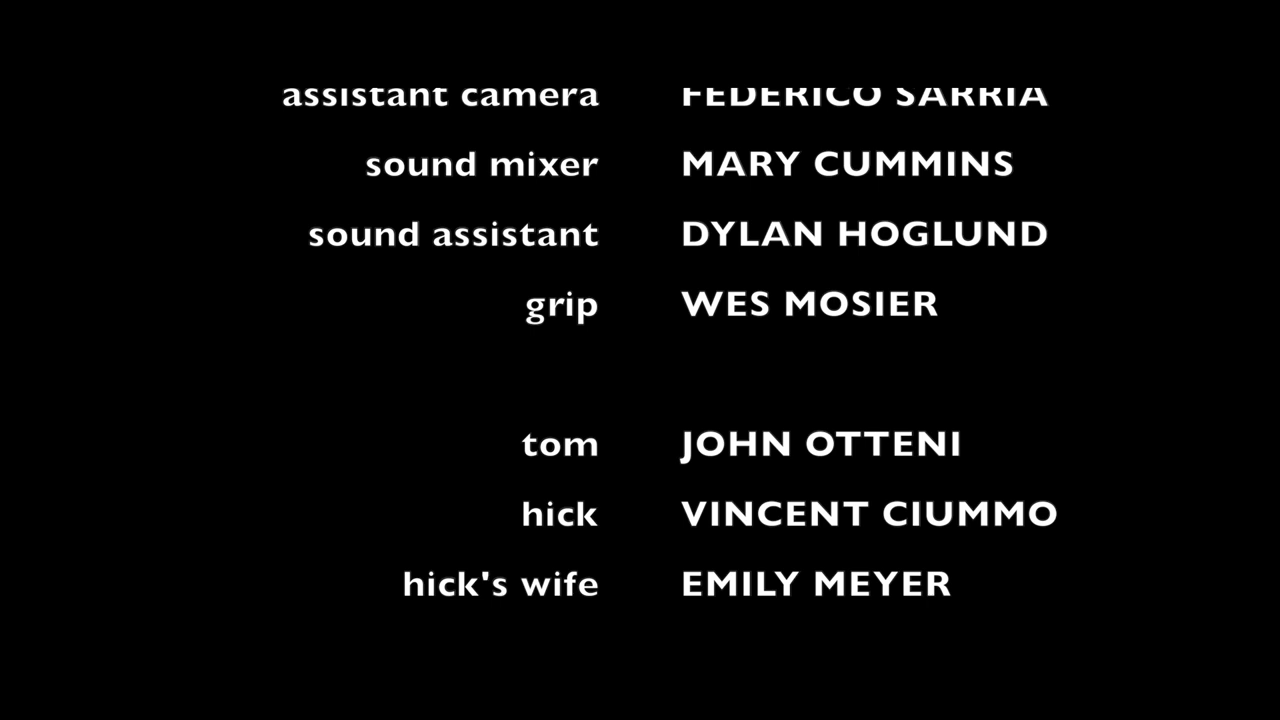 assistant camera FEDERICO SARRIA
sound mixer MARY CUMMINS
sound assistant DYLAN HOGLUND
grip WES MOSIER
tom JOHN OTTENI
hick VINCENT CIUMMO
hick's wife EMILY MEYER